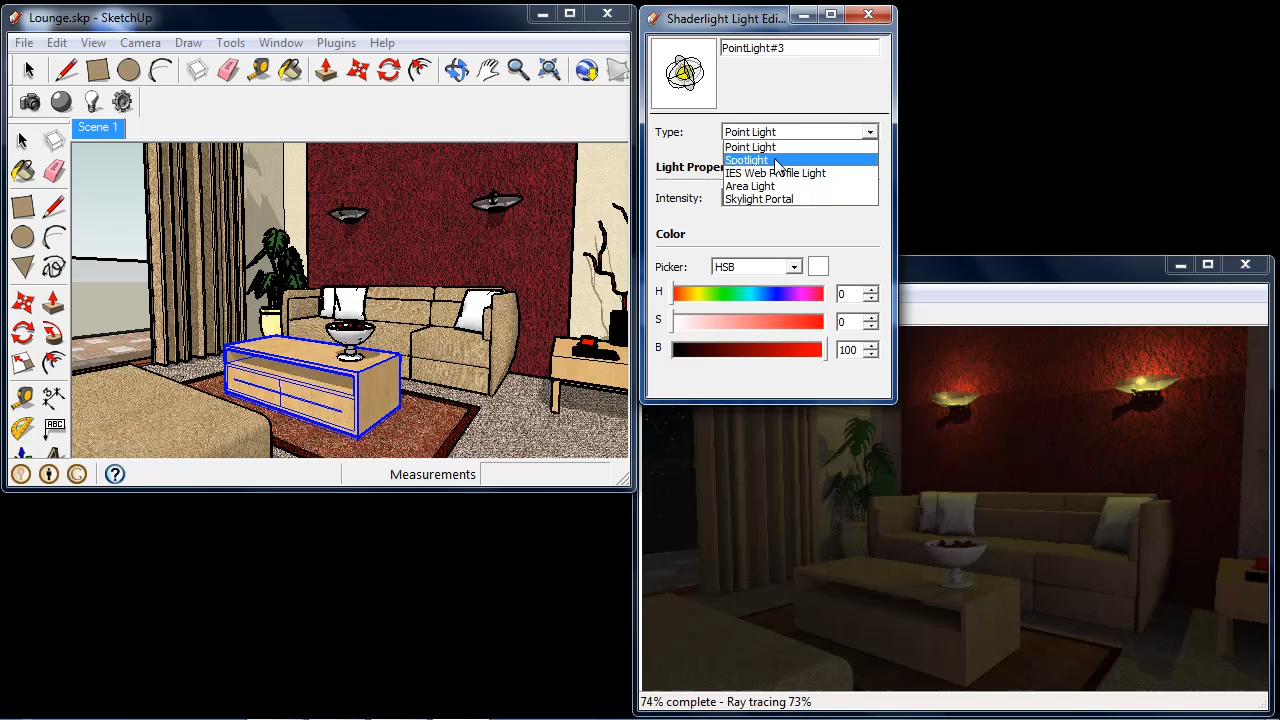 Lounge.skp - SketchUp
File Edit View Camera Draw Tools Window Plugins Help
Scene 1
ABC
Measurements
Shaderlight Light Edi...
PointLight#3
Type: Point Light
Point Light
Spotlight
IES Web Profile Light
Area Light
Skylight Portal
Light Proper
Intensity:
Color
Picker: HSB
H 0
S 0
B 100
74% complete - Ray tracing 73%